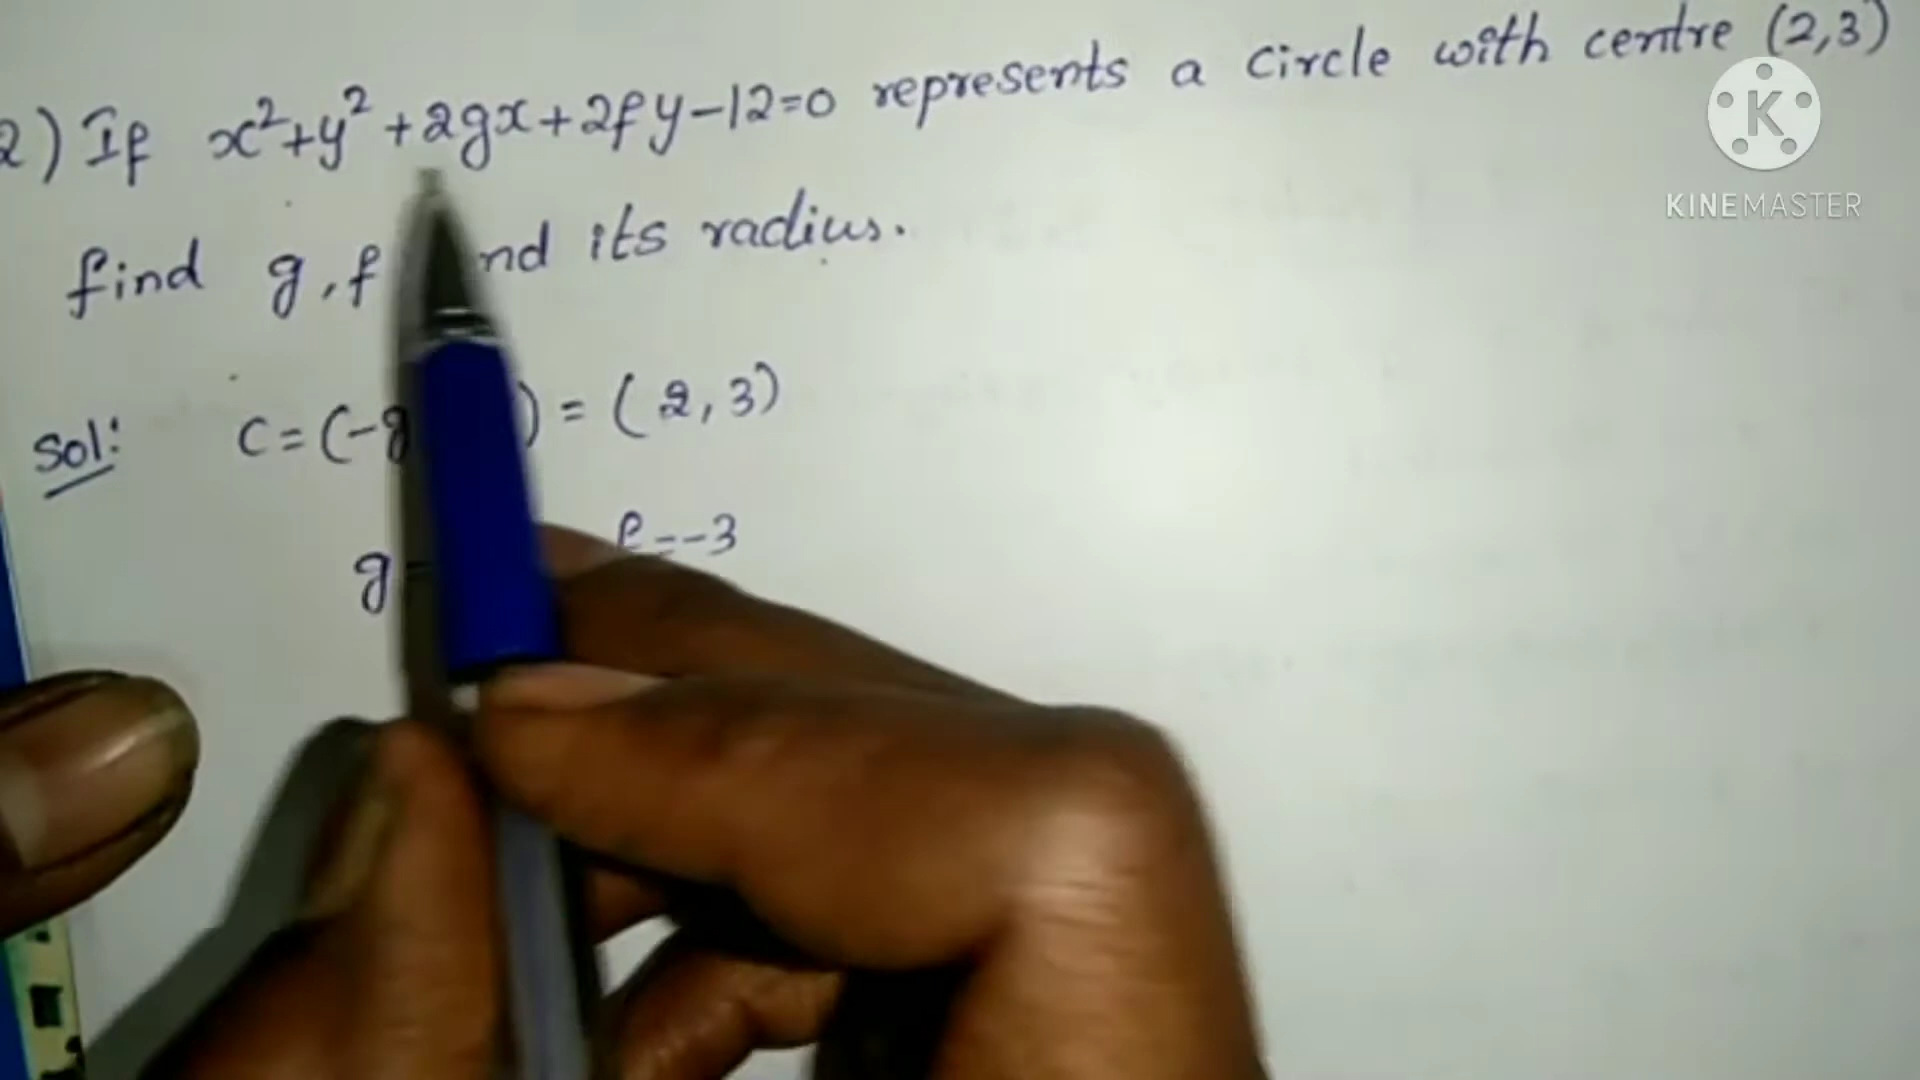 2) If x²+y²+2gx+2fy-12=0 represents a circle with centre (2,3)
find g, f nd its radius.
Sol: C=(-g ) = (2,3)
g f=-3
K
KINEMASTER